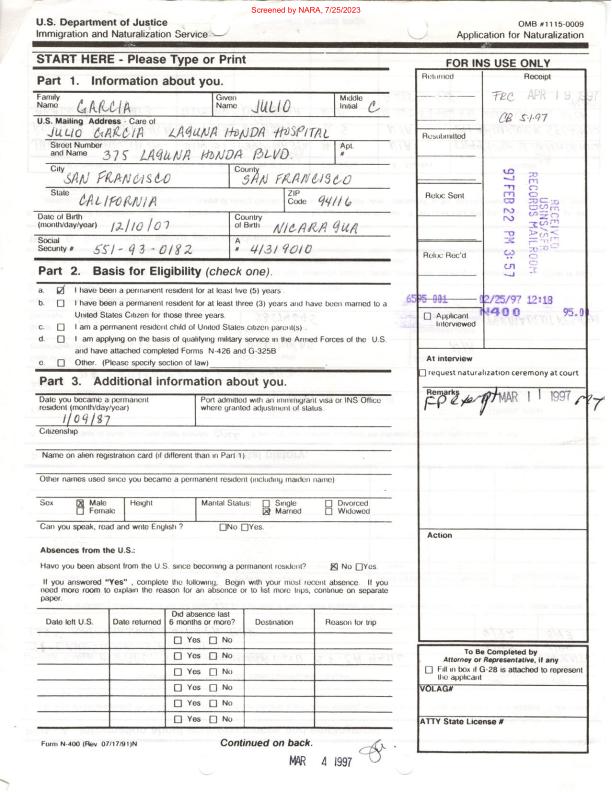 Screened by NARA, 7/25/2023
U.S. Department of Justice
Immigration and Naturalization Service
OMB #1115-0009
Application for Naturalization
START HERE - Please Type or Print
Part 1. Information about you.
Family Name GARCIA Given Name JULIO Middle Initial C
U.S. Mailing Address - Care of
JULIO GARCIA LAGUNA HONDA HOSPITAL
Street Number and Name 375 LAGUNA HONDA BLVD. Apt. #
City SAN FRANCISCO County SAN FRANCISCO
State CALIFORNIA ZIP Code 94116
Date of Birth (month/day/year) 12/10/07 Country of Birth NICARAGUA
Social Security # 551-93-0182 A # 41319010
Part 2. Basis for Eligibility (check one).
a. ☑ I have been a permanent resident for at least five (5) years
b. ☐ I have been a permanent resident for at least three (3) years and have been married to a
United States Citizen for those three years.
c. ☐ I am a permanent resident child of United States citizen parent(s).
d. ☐ I am applying on the basis of qualifying military service in the Armed Forces of the U.S.
and have attached completed Forms N-426 and G-325B
e. ☐ Other. (Please specify section of law)
Part 3. Additional information about you.
Date you became a permanent resident (month/day/year) 1/09/87
Port admitted with an immigrant visa or INS Office
where granted adjustment of status.
Citizenship
Name on alien registration card (if different than in Part 1)
Other names used since you became a permanent resident (including maiden name)
Sex ☒ Male ☐ Female Height Marital Status: ☐ Single ☒ Married ☐ Divorced ☐ Widowed
Can you speak, read and write English ? ☐No ☐Yes.
Absences from the U.S.:
Have you been absent from the U.S. since becoming a permanent resident? ☒ No ☐Yes.
If you answered "Yes" , complete the following. Begin with your most recent absence. If you
need more room to explain the reason for an absence or to list more trips, continue on separate
paper.
Date left U.S. Date returned Did absence last 6 months or more? Destination Reason for trip
☐ Yes ☐ No
☐ Yes ☐ No
☐ Yes ☐ No
☐ Yes ☐ No
☐ Yes ☐ No
☐ Yes ☐ No
Form N-400 (Rev 07/17/91)N
Continued on back.
MAR 4 1997
FOR INS USE ONLY
Returned Receipt
FRC APR 19 1997
CB 5-1-97
Resubmitted
Reloc Sent
RECEIVED
USINS/SFR
RECORDS MAILROOM
97 FEB 22 PM 3:57
Reloc Rec'd
6595 001 02/25/97 12:18
N400 95.00
☐ Applicant Interviewed
At interview
☐ request naturalization ceremony at court
Remarks
FP exempt MAR 11 1997
Action
To Be Completed by
Attorney or Representative, if any
☐ Fill in box if G-28 is attached to represent
the applicant
VOLAG#
ATTY State License #